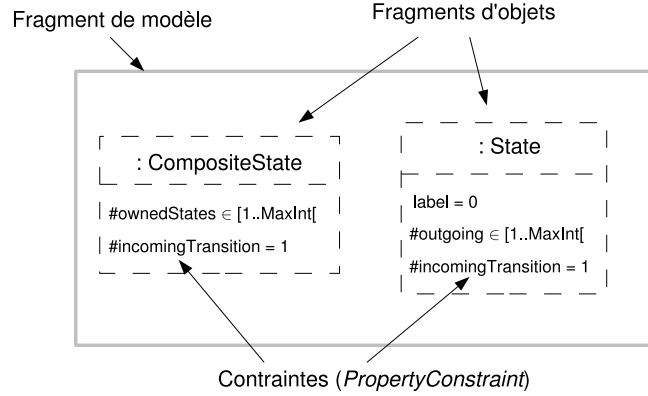 Fragment de modèle
Fragments d'objets
: CompositeState
#ownedStates ∈ [1..MaxInt[
#incomingTransition = 1
: State
label = 0
#outgoing ∈ [1..MaxInt[
#incomingTransition = 1
Contraintes (PropertyConstraint)